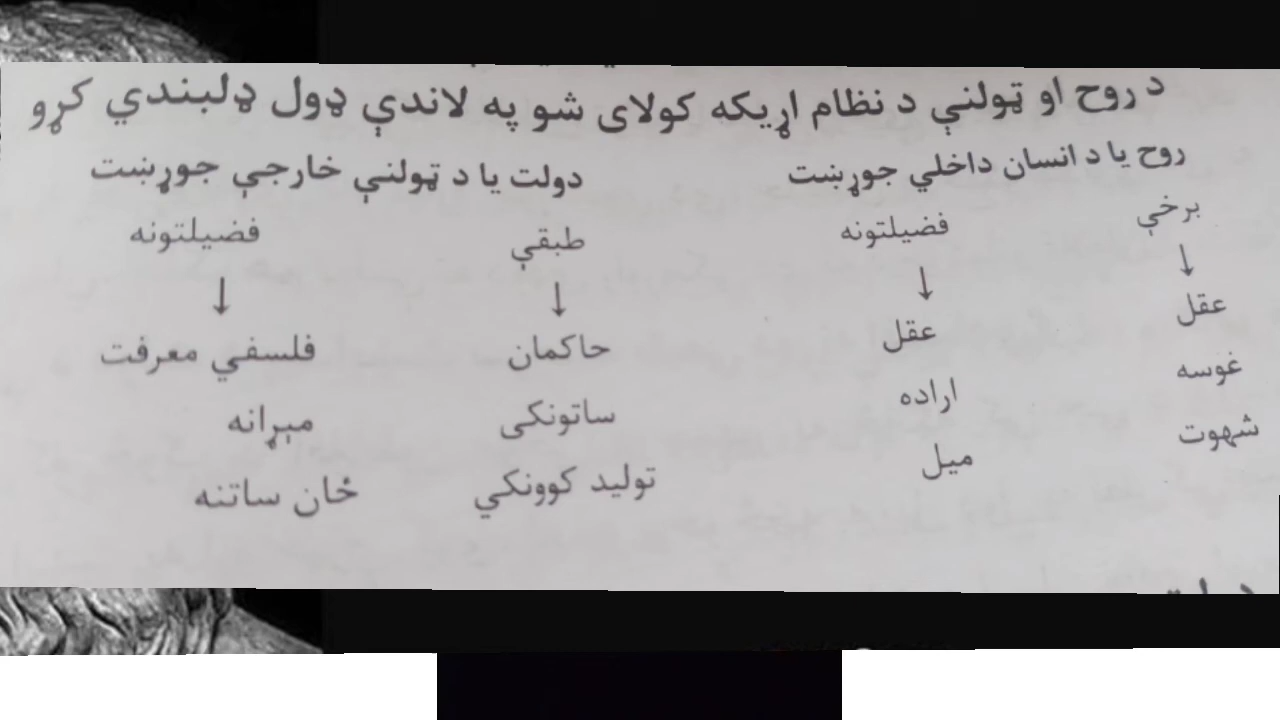 د روح او ټولنې د نظام اړیکه کولای شو په لاندې ډول ډلبندي کړو
روح یا د انسان داخلي جوړښت دولت یا د ټولنې خارجې جوړښت
برخې فضیلتونه طبقې فضیلتونه
↓ ↓ ↓ ↓
عقل عقل حاکمان فلسفي معرفت
غوسه اراده ساتونکی مېړانه
شهوت میل تولید کوونکي ځان ساتنه